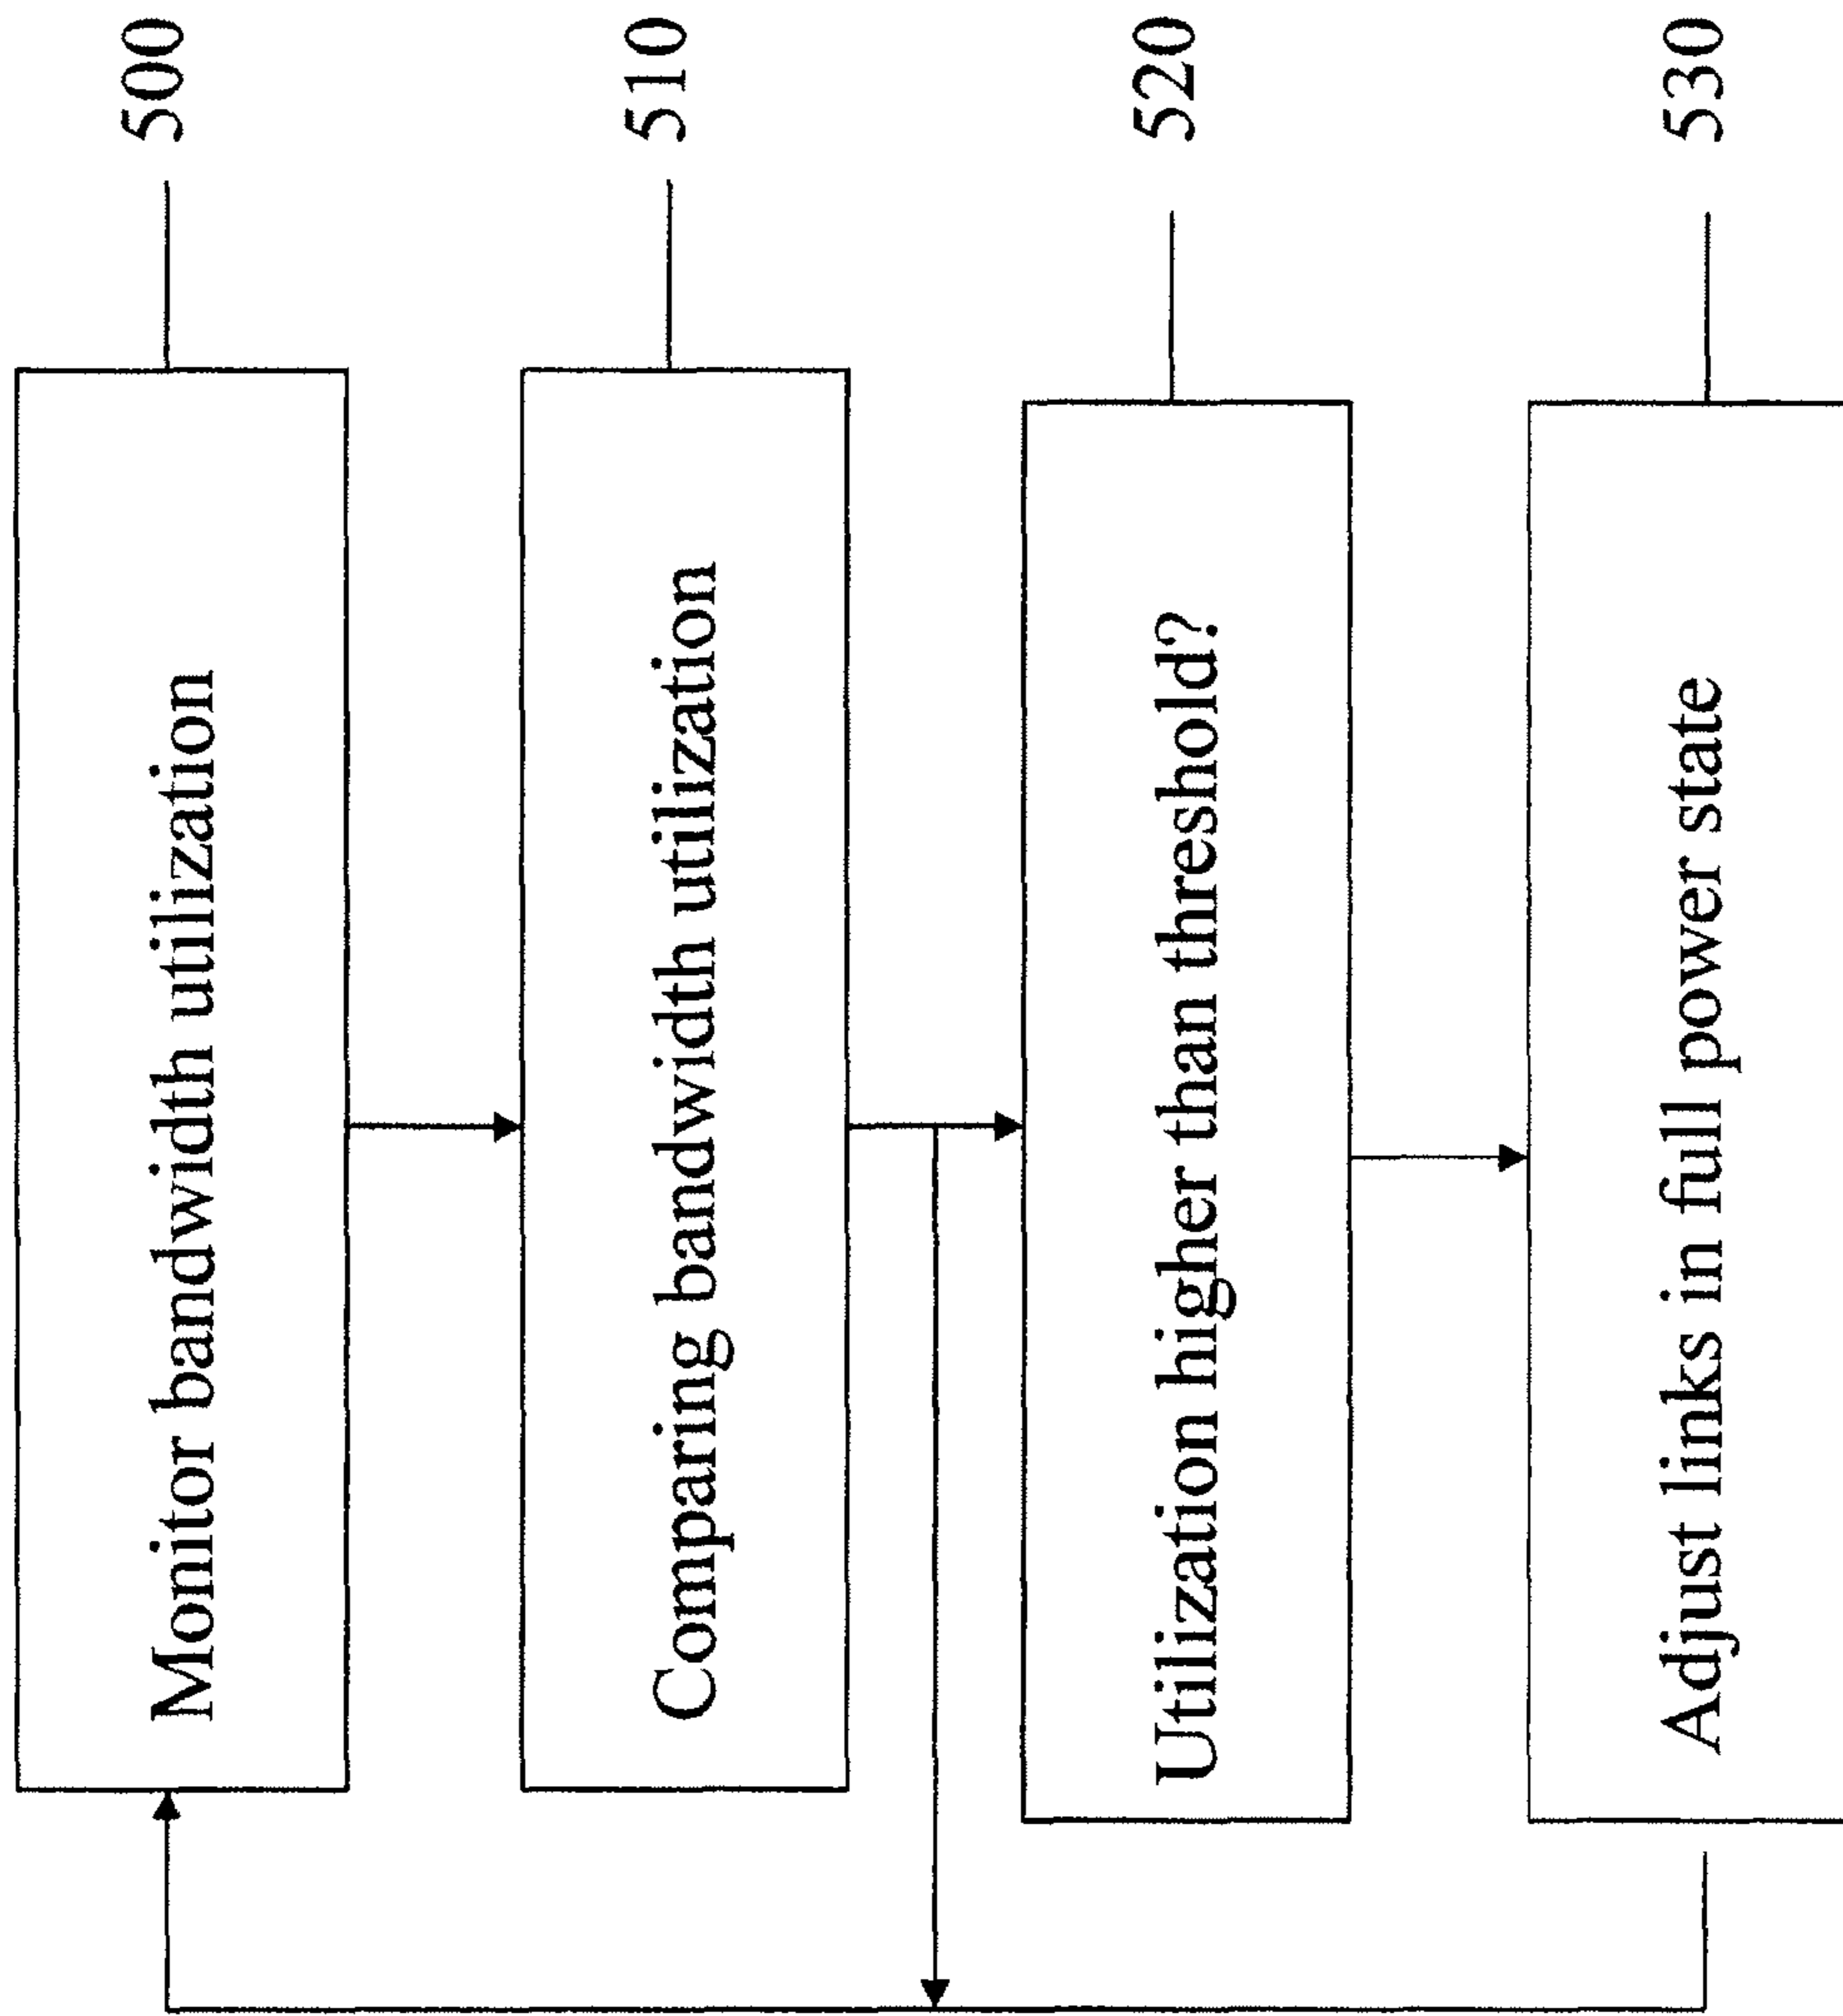 Monitor bandwidth utilization
500
Comparing bandwidth utilization
510
Utilization higher than threshold?
520
Adjust links in full power state
530